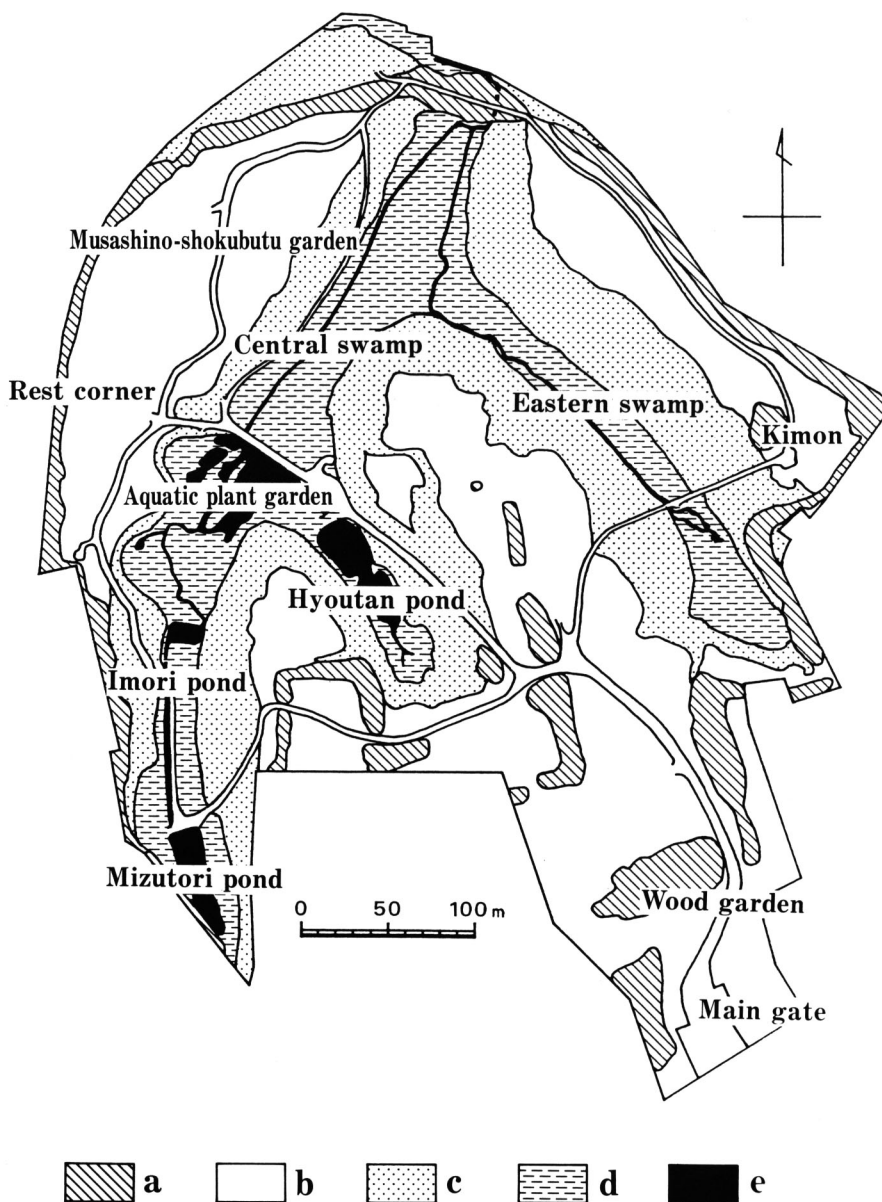 Musashino-shokubutu garden
Central swamp
Rest corner
Eastern swamp
Kimon
Aquatic plant garden
Hyoutan pond
Imori pond
Mizutori pond
0 50 100 m
Wood garden
Main gate
a b c d e